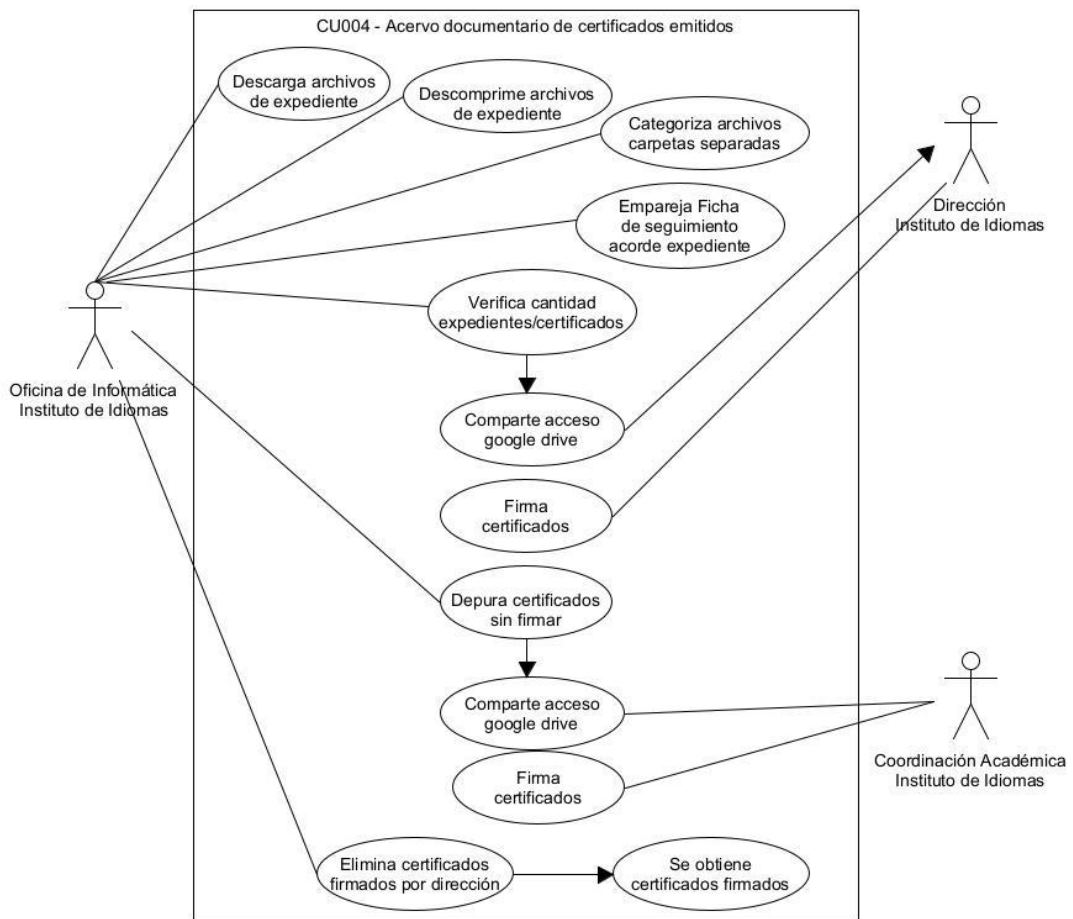 CU004 - Acervo documentario de certificados emitidos
Descarga archivos
de expediente
Descomprime archivos
de expediente
Categoriza archivos
carpetas separadas
Empareja Ficha
de seguimiento
acorde expediente
Dirección
Instituto de Idiomas
Verifica cantidad
expedientes/certificados
Oficina de Informática
Instituto de Idiomas
Comparte acceso
google drive
Firma
certificados
Depura certificados
sin firmar
Comparte acceso
google drive
Coordinación Académica
Instituto de Idiomas
Firma
certificados
Elimina certificados
firmados por dirección
Se obtiene
certificados firmados